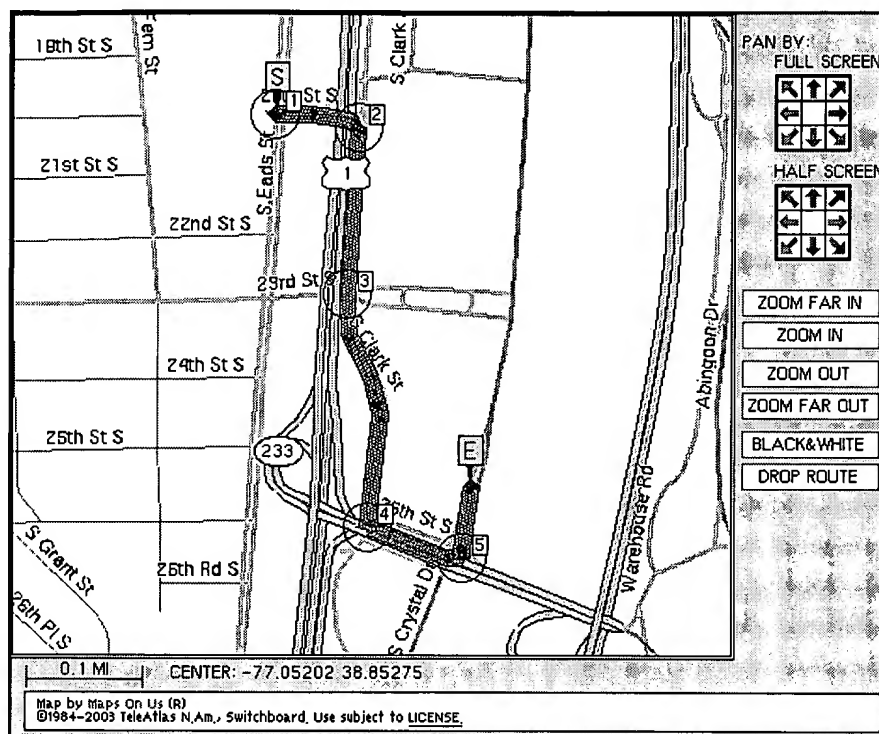 18th St S
Fern St
S Clark
S
1
2
21st St S
S Eads St
1
22nd St S
23rd St S
3
S Clark St
24th St S
25th St S
233
E
4
26th St S
5
S Grant St
26th Rd S
26th Pl S
S Crystal Dr
Warehouse Rd
Abingdon Dr
PAN BY:
FULL SCREEN
HALF SCREEN
ZOOM FAR IN
ZOOM IN
ZOOM OUT
ZOOM FAR OUT
BLACK&WHITE
DROP ROUTE
0.1 MI
CENTER: -77.05202 38.85275
Map by Maps On Us (R)
©1984-2003 TeleAtlas N.Am., Switchboard. Use subject to LICENSE.